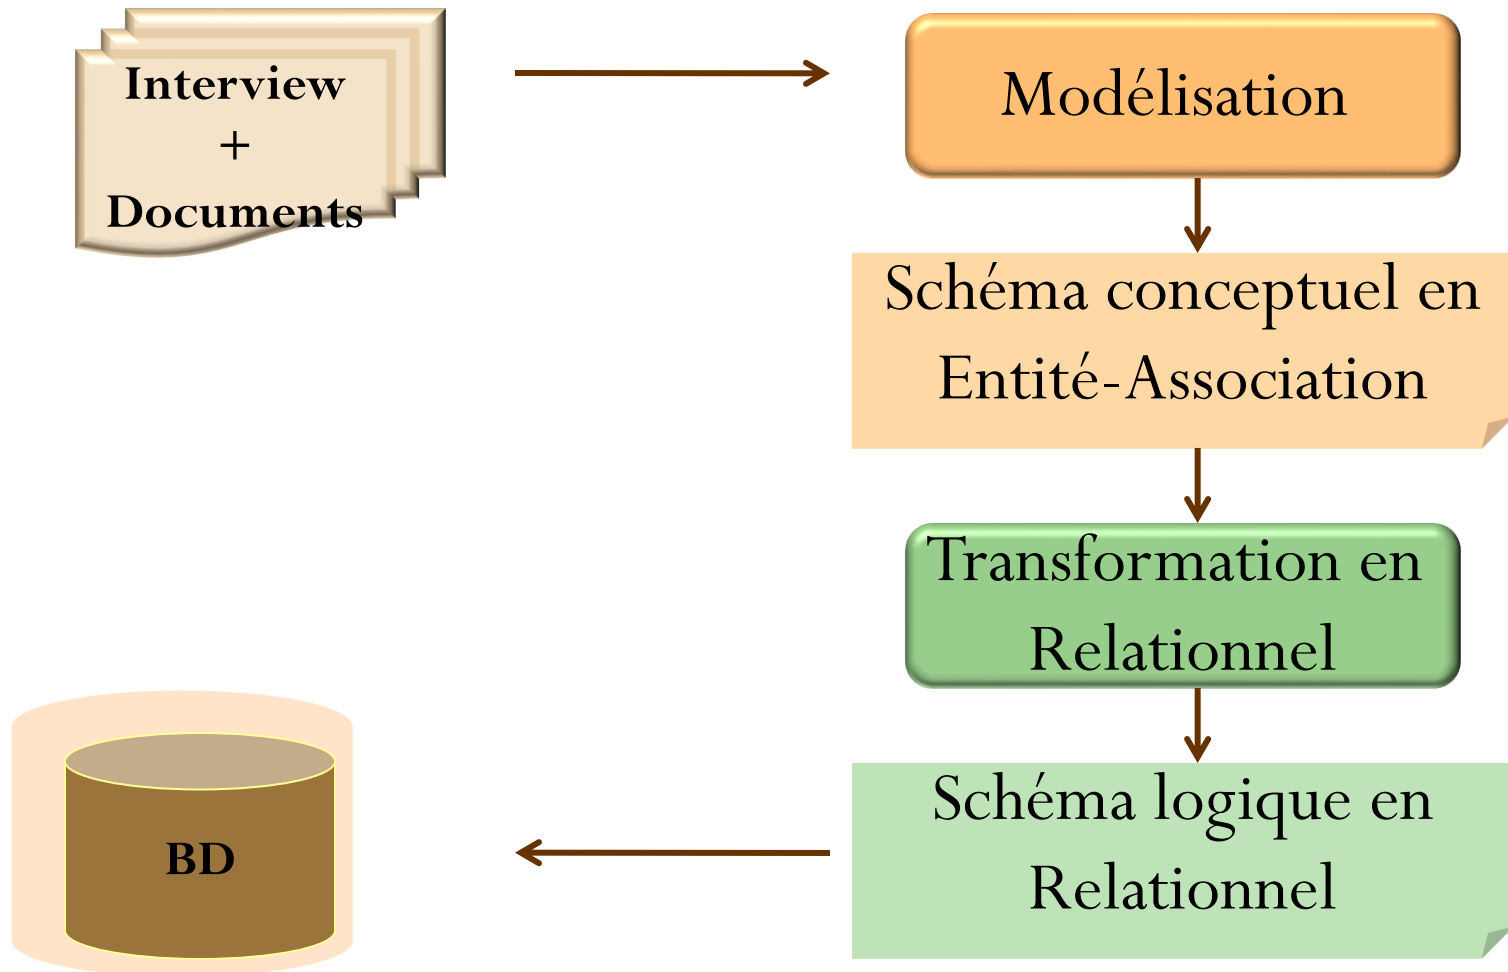 Interview
+
Documents
Modélisation
Schéma conceptuel en
Entité-Association
Transformation en
Relationnel
Schéma logique en
Relationnel
BD